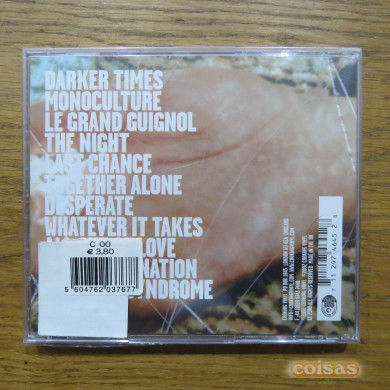 DARKER TIMES
MONOCULTURE
LE GRAND GUIGNOL
THE NIGHT
LAST CHANCE
TOGETHER ALONE
DESPERATE
WHATEVER IT TAKES
LOVE
NATION
NDROME
C 00
€ 3,80
5 604762 037677
coisas